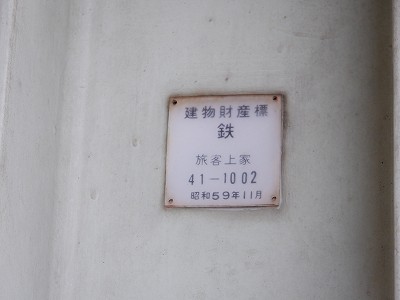 建物財産標
鉄
旅客上家
41-1002
昭和59年11月